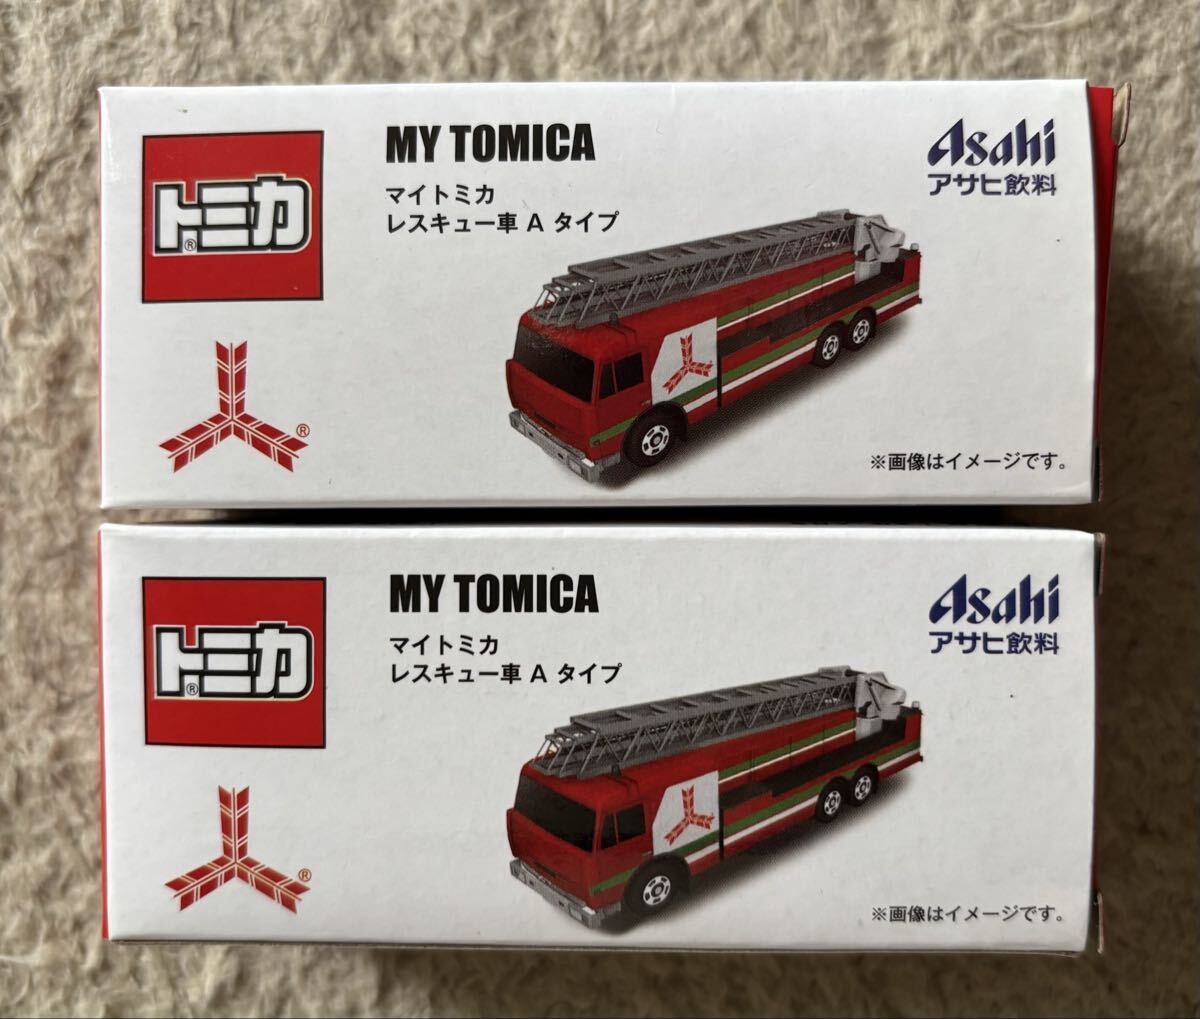 トミカ
®
MY TOMICA
マイトミカ
レスキュー車 A タイプ
Asahi
アサヒ飲料
®
※画像はイメージです。
トミカ
®
MY TOMICA
マイトミカ
レスキュー車 A タイプ
Asahi
アサヒ飲料
®
※画像はイメージです。